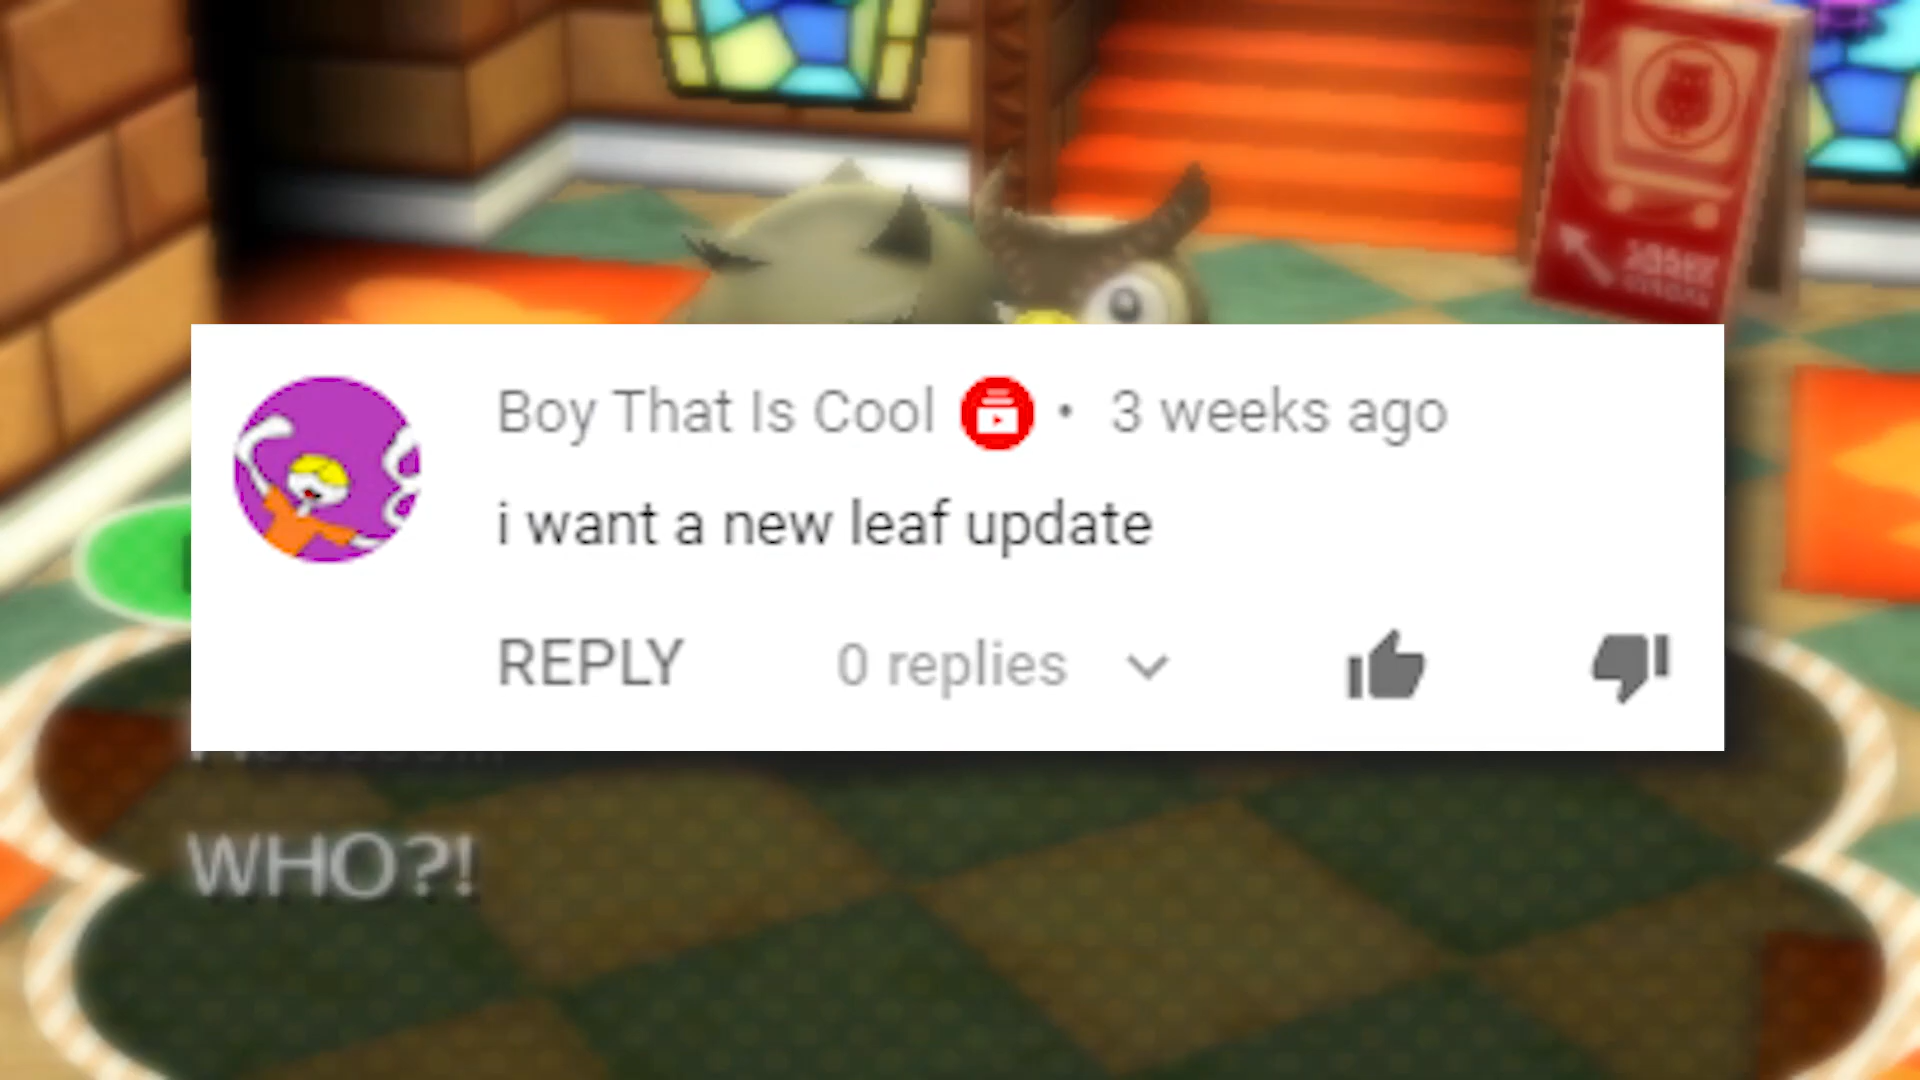 Boy That Is Cool • 3 weeks ago
i want a new leaf update
REPLY 0 replies
WHO?!